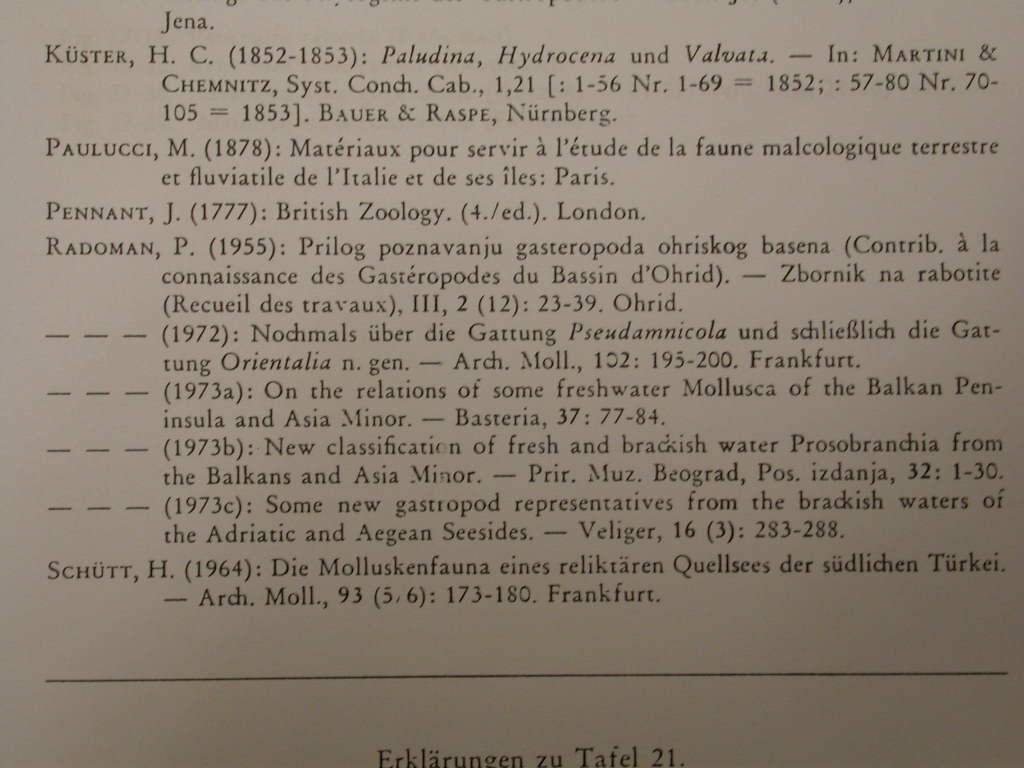 Jena.
KÜSTER, H. C. (1852-1853): Paludina, Hydrocena und Valvata. — In: MARTINI &
CHEMNITZ, Syst. Conch. Cab., 1,21 [: 1-56 Nr. 1-69 = 1852; : 57-80 Nr. 70-
105 = 1853]. BAUER & RASPE, Nürnberg.
PAULUCCI, M. (1878): Matériaux pour servir à l'étude de la faune malcologique terrestre
et fluviatile de l'Italie et de ses îles: Paris.
PENNANT, J. (1777): British Zoology. (4./ed.). London.
RADOMAN, P. (1955): Prilog poznavanju gasteropoda ohriskog basena (Contrib. à la
connaissance des Gastéropodes du Bassin d'Ohrid). — Zbornik na rabotite
(Recueil des travaux), III, 2 (12): 23-39. Ohrid.
— — — (1972): Nochmals über die Gattung Pseudamnicola und schließlich die Gat-
tung Orientalia n. gen. — Arch. Moll., 102: 195-200. Frankfurt.
— — — (1973a): On the relations of some freshwater Mollusca of the Balkan Pen-
insula and Asia Minor. — Basteria, 37: 77-84.
— — — (1973b): New classification of fresh and brackish water Prosobranchia from
the Balkans and Asia Minor. — Prir. Muz. Beograd, Pos. izdanja, 32: 1-30.
— — — (1973c): Some new gastropod representatives from the brackish waters of
the Adriatic and Aegean Seesides. — Veliger, 16 (3): 283-288.
SCHÜTT, H. (1964): Die Molluskenfauna eines reliktären Quellsees der südlichen Türkei.
— Arch. Moll., 93 (5/6): 173-180. Frankfurt.
Erklärungen zu Tafel 21.